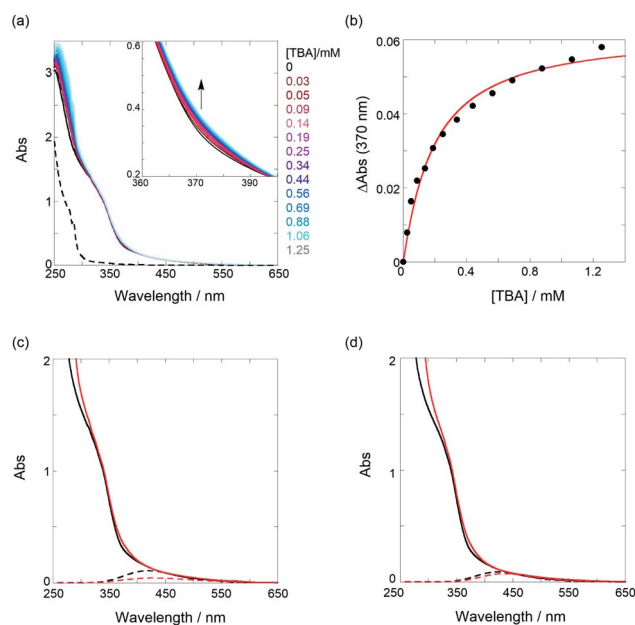 (a)
[TBA]/mM
0
0.03
0.05
0.09
0.14
0.19
0.25
0.34
0.44
0.56
0.69
0.88
1.06
1.25
Abs
4
3
2
1
0
250 350 450 550 650
Wavelength / nm
0.6
0.4
0.2
360 370 390
(b)
ΔAbs (370 nm)
0.06
0.04
0.02
0
0 0.4 0.8 1.2
[TBA] / mM
(c)
Abs
2
1
0
250 350 450 550 650
Wavelength / nm
(d)
Abs
2
1
0
250 350 450 550 650
Wavelength / nm